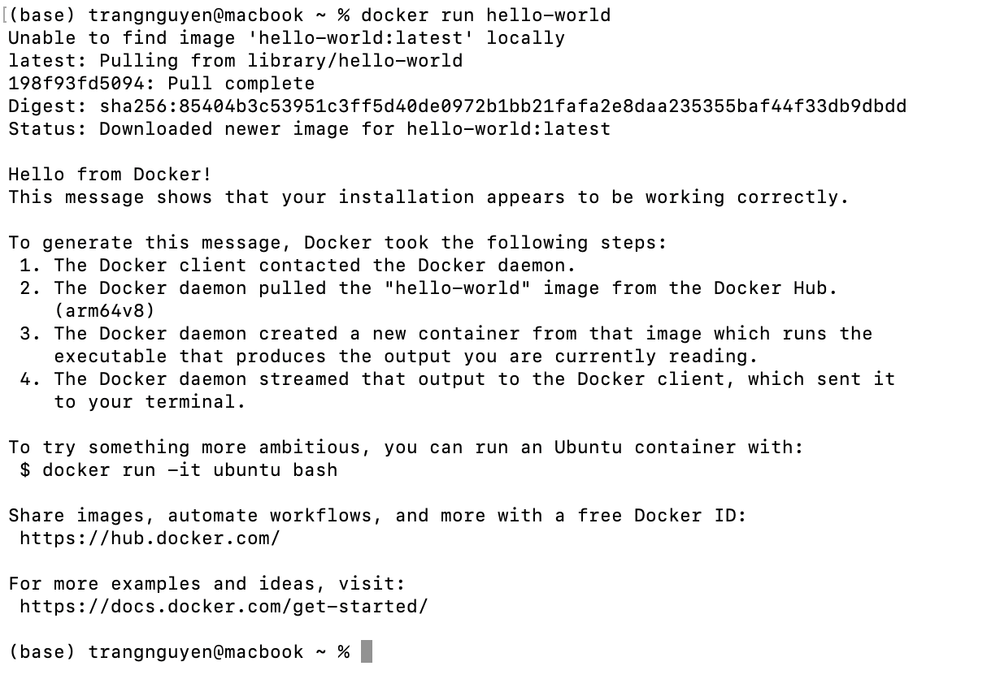 [(base) trangnguyen@macbook ~ % docker run hello-world
Unable to find image 'hello-world:latest' locally
latest: Pulling from library/hello-world
198f93fd5094: Pull complete
Digest: sha256:85404b3c53951c3ff5d40de0972b1bb21fafa2e8daa235355baf44f33db9dbdd
Status: Downloaded newer image for hello-world:latest

Hello from Docker!
This message shows that your installation appears to be working correctly.

To generate this message, Docker took the following steps:
 1. The Docker client contacted the Docker daemon.
 2. The Docker daemon pulled the "hello-world" image from the Docker Hub.
    (arm64v8)
 3. The Docker daemon created a new container from that image which runs the
    executable that produces the output you are currently reading.
 4. The Docker daemon streamed that output to the Docker client, which sent it
    to your terminal.

To try something more ambitious, you can run an Ubuntu container with:
 $ docker run -it ubuntu bash

Share images, automate workflows, and more with a free Docker ID:
 https://hub.docker.com/

For more examples and ideas, visit:
 https://docs.docker.com/get-started/

(base) trangnguyen@macbook ~ %